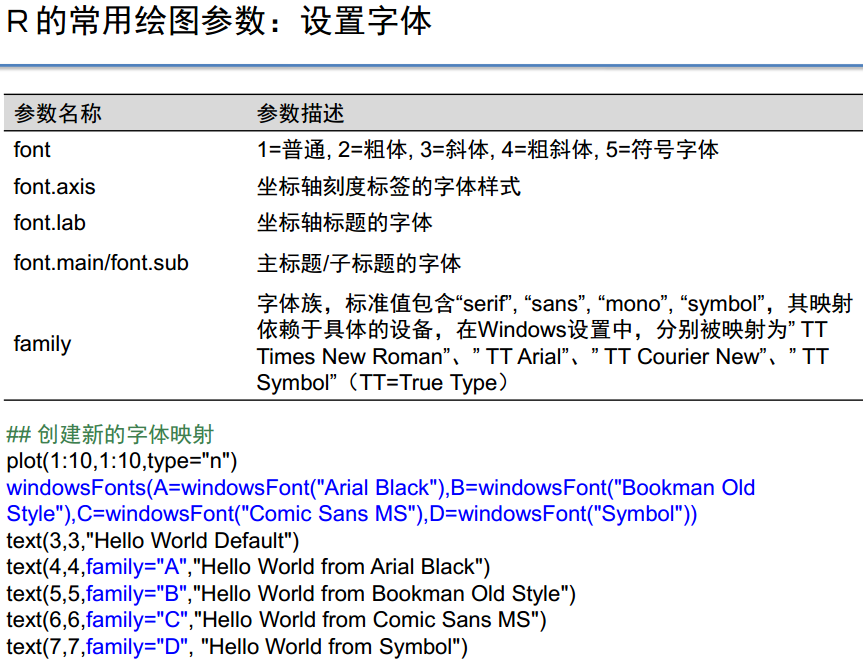 R 的常用绘图参数：设置字体
参数名称 参数描述
font 1=普通, 2=粗体, 3=斜体, 4=粗斜体, 5=符号字体
font.axis 坐标轴刻度标签的字体样式
font.lab 坐标轴标题的字体
font.main/font.sub 主标题/子标题的字体
family 字体族，标准值包含“serif”, “sans”, “mono”, “symbol”，其映射
依赖于具体的设备，在Windows设置中，分别被映射为” TT
Times New Roman”、” TT Arial”、” TT Courier New”、” TT
Symbol”（TT=True Type）
## 创建新的字体映射
plot(1:10,1:10,type="n")
windowsFonts(A=windowsFont("Arial Black"),B=windowsFont("Bookman Old
Style"),C=windowsFont("Comic Sans MS"),D=windowsFont("Symbol"))
text(3,3,"Hello World Default")
text(4,4,family="A","Hello World from Arial Black")
text(5,5,family="B","Hello World from Bookman Old Style")
text(6,6,family="C","Hello World from Comic Sans MS")
text(7,7,family="D", "Hello World from Symbol")